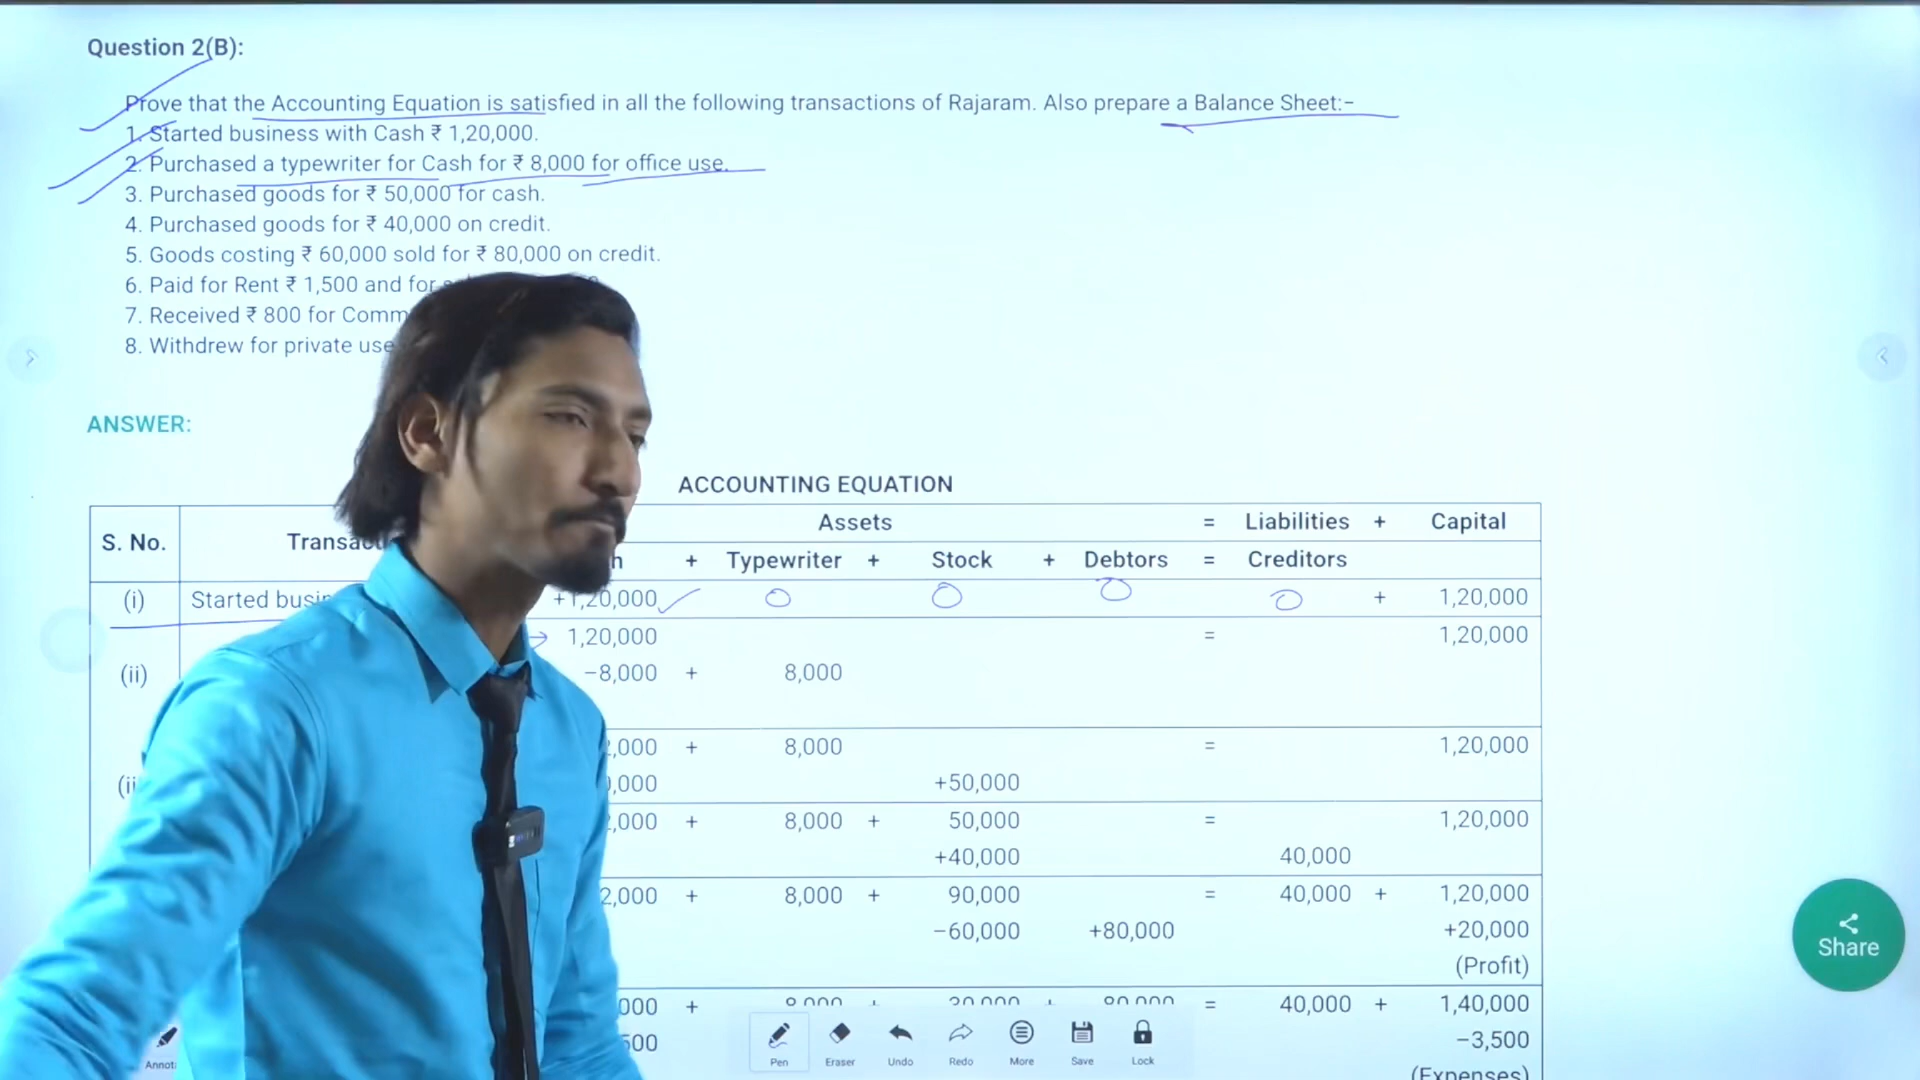 Question 2(B):
Prove that the Accounting Equation is satisfied in all the following transactions of Rajaram. Also prepare a Balance Sheet:-
1. Started business with Cash ₹ 1,20,000.
2. Purchased a typewriter for Cash for ₹ 8,000 for office use.
3. Purchased goods for ₹ 50,000 for cash.
4. Purchased goods for ₹ 40,000 on credit.
5. Goods costing ₹ 60,000 sold for ₹ 80,000 on credit.
6. Paid for Rent ₹ 1,500 and for
7. Received ₹ 800 for
8. Withdrew for private use
ANSWER:
ACCOUNTING EQUATION
Assets = Liabilities + Capital
S. No.
+ Typewriter + Stock + Debtors = Creditors
(i) Started +1,20,000 0 0 0 0 + 1,20,000
1,20,000 = 1,20,000
(ii) −8,000 + 8,000
+ 8,000 = 1,20,000
+50,000
+ 8,000 + 50,000 = 1,20,000
+40,000 40,000
+ 8,000 + 90,000 = 40,000 + 1,20,000
−60,000 +80,000 +20,000
(Profit)
+ = 40,000 + 1,40,000
−3,500
(Expenses)
Share
Pen Eraser Undo Redo More Save Lock